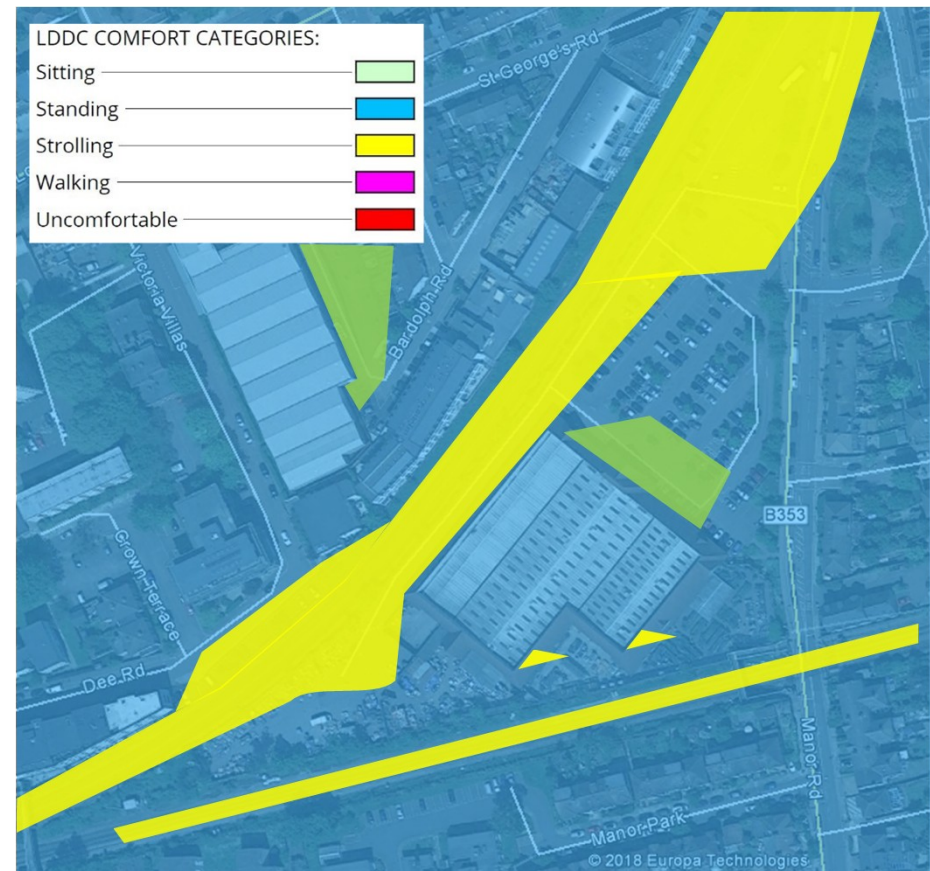 LDDC COMFORT CATEGORIES:
Sitting
Standing
Strolling
Walking
Uncomfortable
St George's Rd
Victoria Villas
Bardolph Rd
B353
Crown Terrace
Dee Rd
Manor Rd
Manor Park
© 2018 Europa Technologies